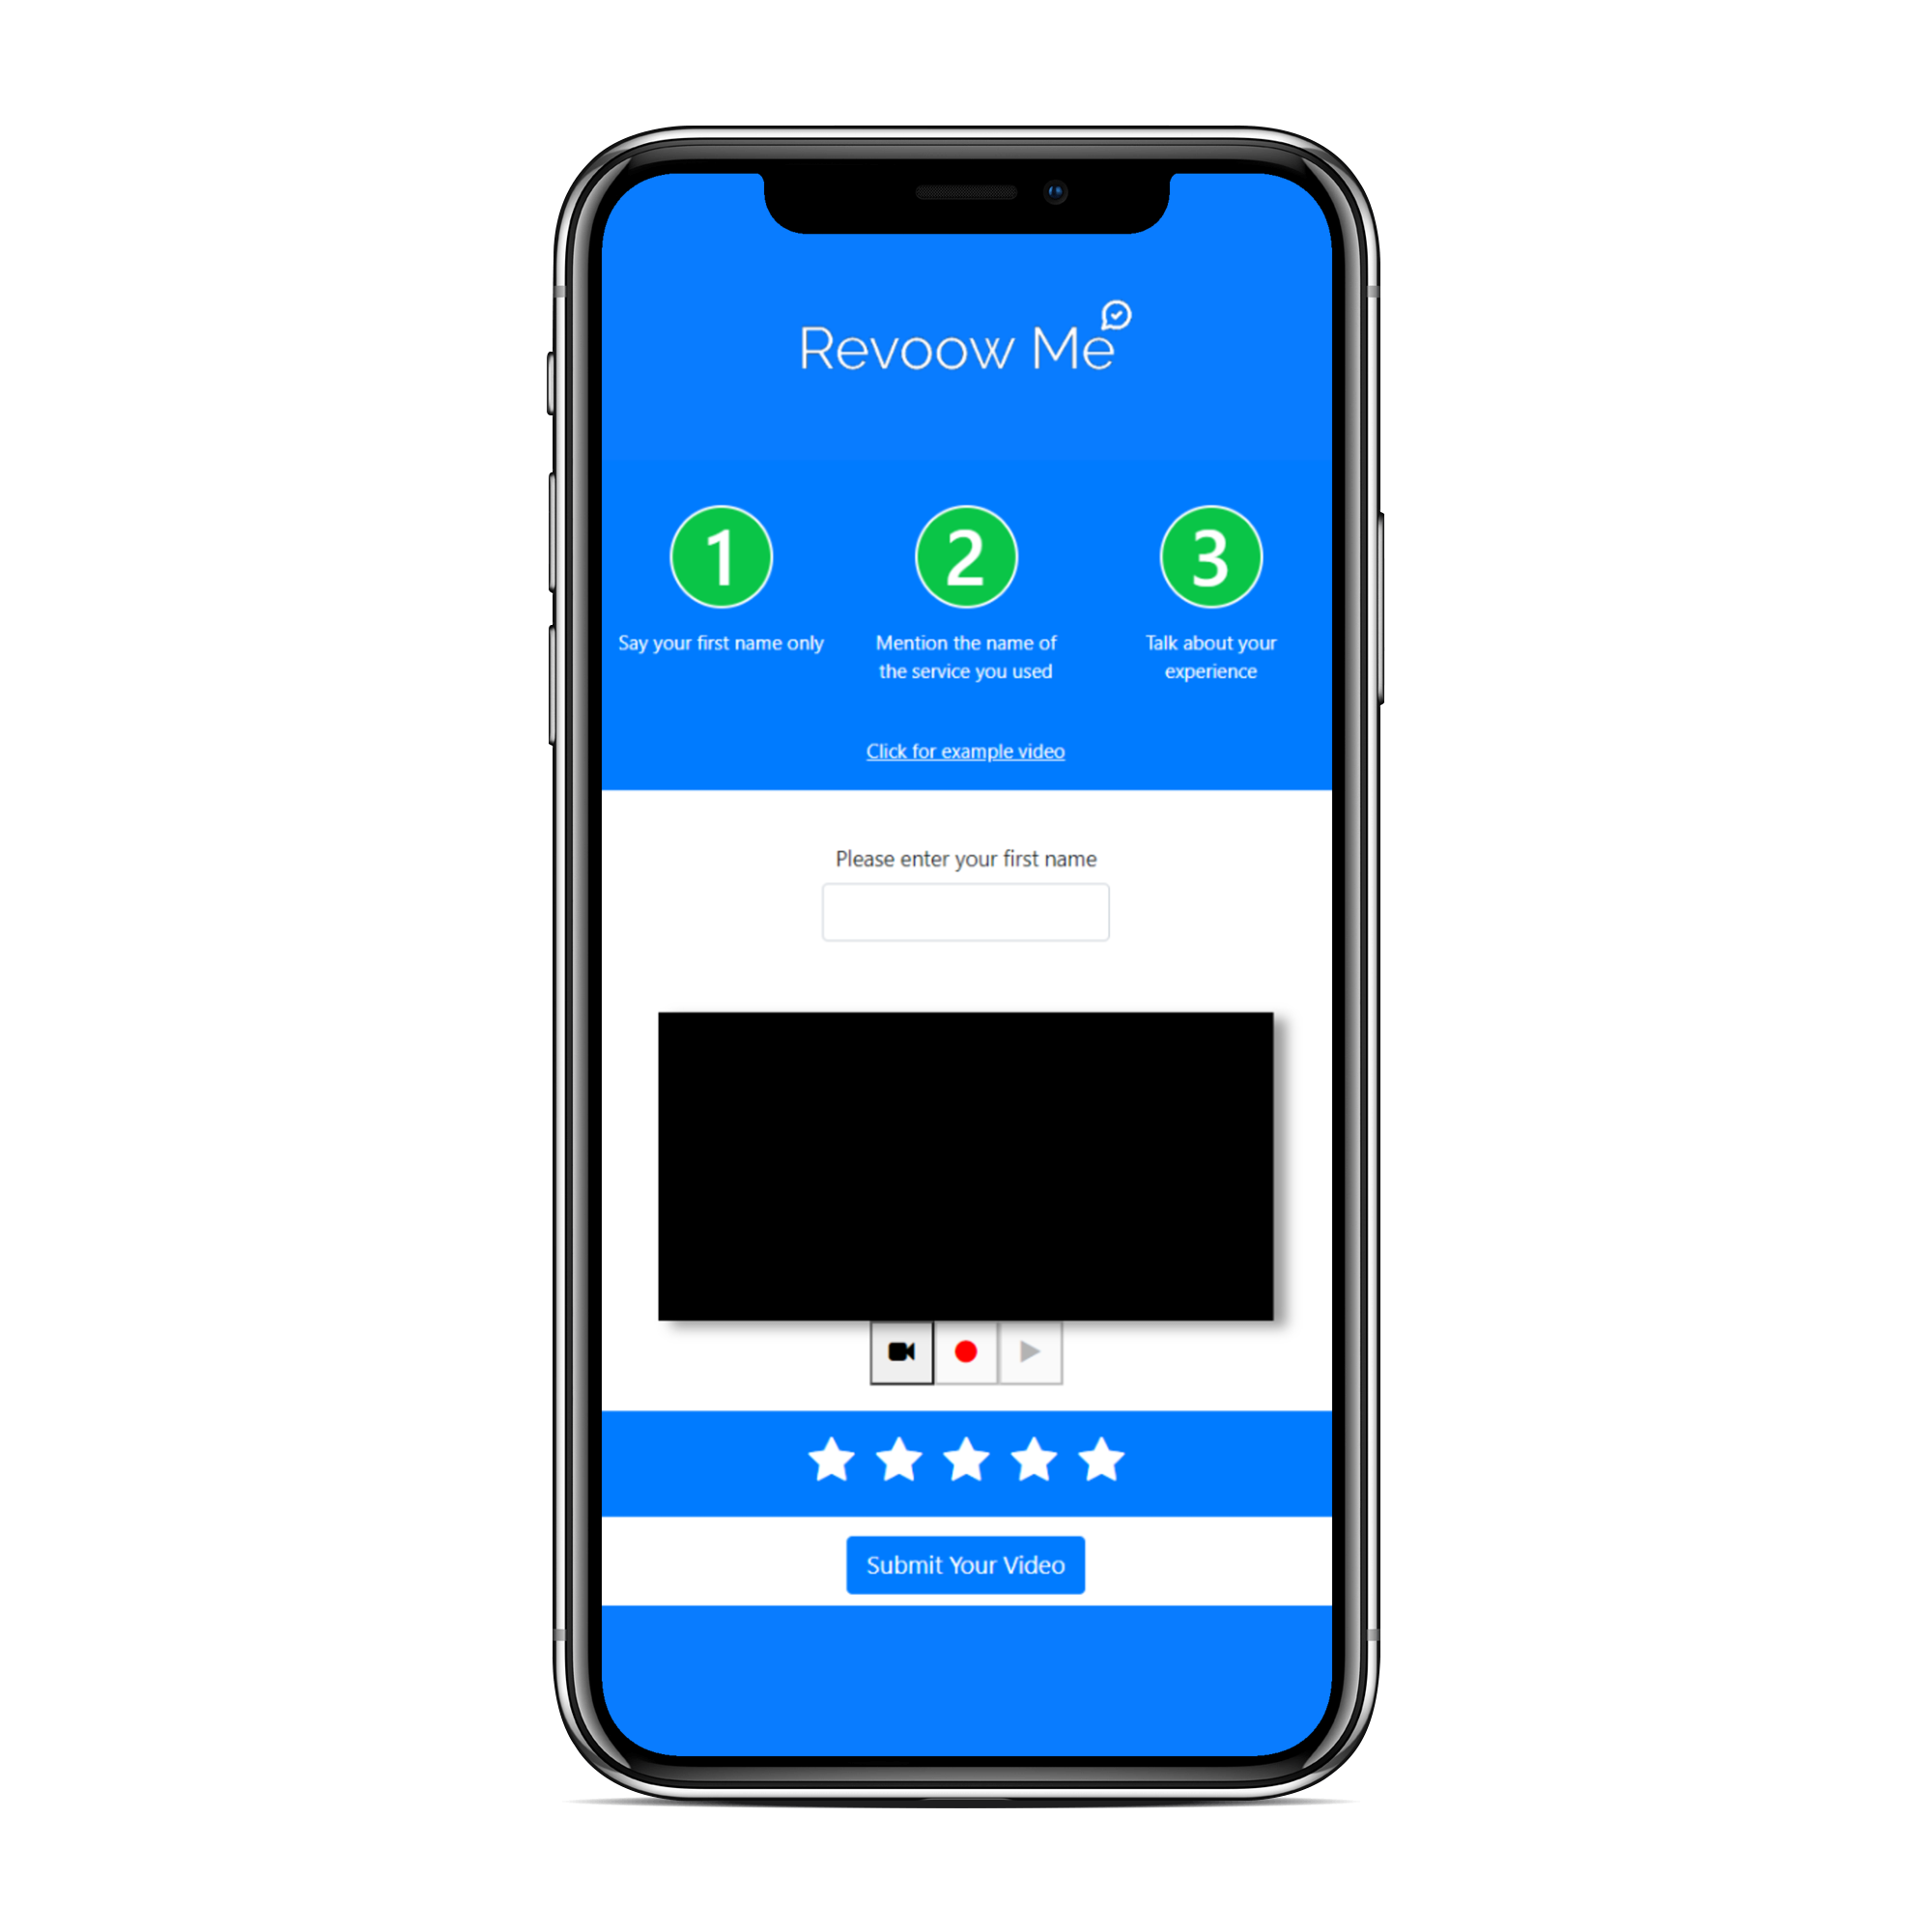 Revoow Me
1
2
3
Say your first name only
Mention the name of
the service you used
Talk about your
experience
Click for example video
Please enter your first name
Submit Your Video